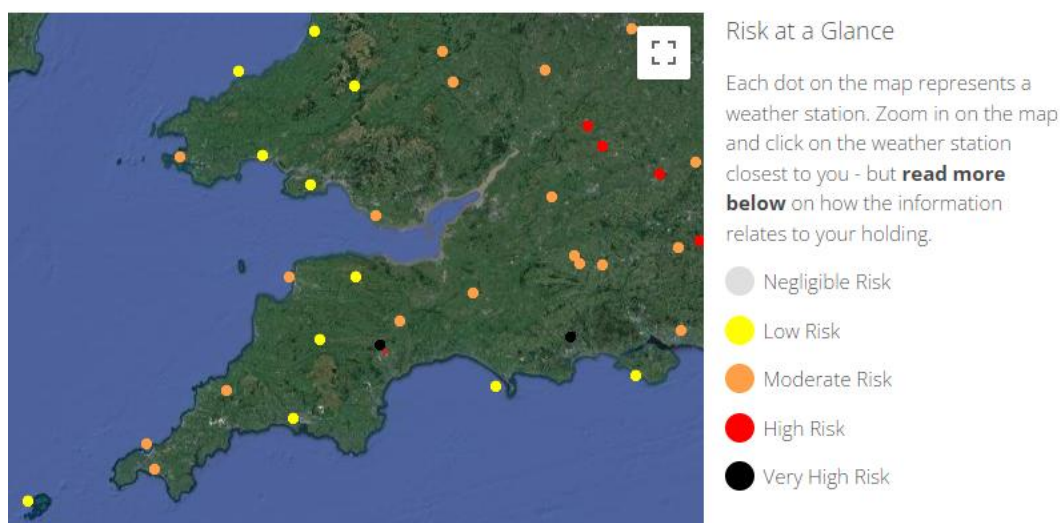 Risk at a Glance
Each dot on the map represents a
weather station. Zoom in on the map
and click on the weather station
closest to you - but read more
below on how the information
relates to your holding.
Negligible Risk
Low Risk
Moderate Risk
High Risk
Very High Risk